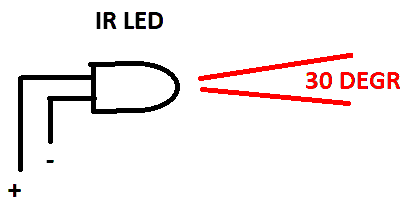 IR LED
30 DEGR
-
+